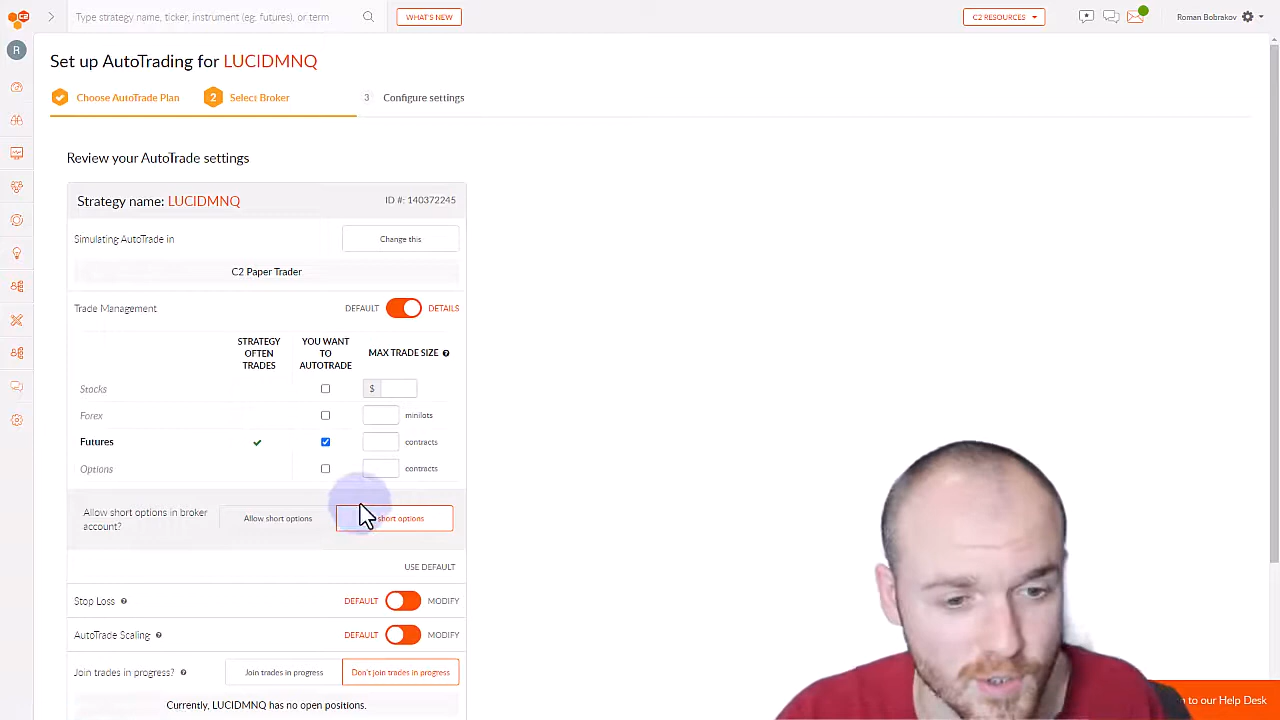 Type strategy name, ticker, instrument (eg. futures), or term
WHAT'S NEW
C2 RESOURCES
Roman Bobrakov
R
Set up AutoTrading for LUCIDMNQ
Choose AutoTrade Plan
2 Select Broker
3 Configure settings
Review your AutoTrade settings
Strategy name: LUCIDMNQ
ID #: 140372245
Simulating AutoTrade in
Change this
C2 Paper Trader
Trade Management
DEFAULT
DETAILS
STRATEGY OFTEN TRADES
YOU WANT TO AUTOTRADE
MAX TRADE SIZE
Stocks
$
Forex
minilots
Futures
contracts
Options
contracts
Allow short options in broker
account?
Allow short options
short options
USE DEFAULT
Stop Loss
DEFAULT
MODIFY
AutoTrade Scaling
DEFAULT
MODIFY
Join trades in progress?
Join trades in progress
Don't join trades in progress
Currently, LUCIDMNQ has no open positions.
to our Help Desk